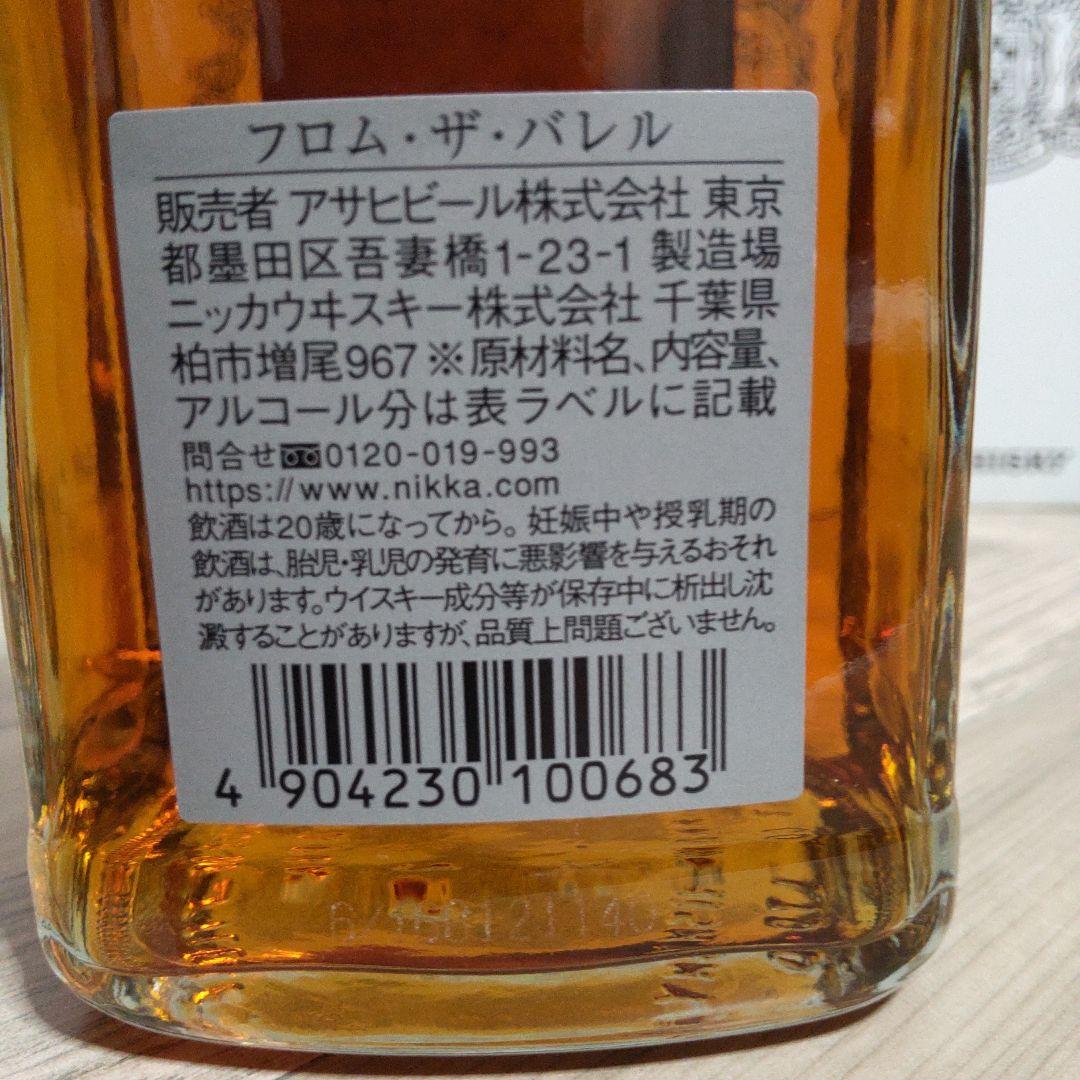 フロム・ザ・バレル
販売者 アサヒビール株式会社 東京
都墨田区吾妻橋1-23-1 製造場
ニッカウヰスキー株式会社 千葉県
柏市増尾967 ※原材料名、内容量、
アルコール分は表ラベルに記載
問合せ 0120-019-993
https://www.nikka.com
飲酒は20歳になってから。妊娠中や授乳期の
飲酒は、胎児・乳児の発育に悪影響を与えるおそれ
があります。ウイスキー成分等が保存中に析出し沈
澱することがありますが、品質上問題ございません。
4 904230 100683